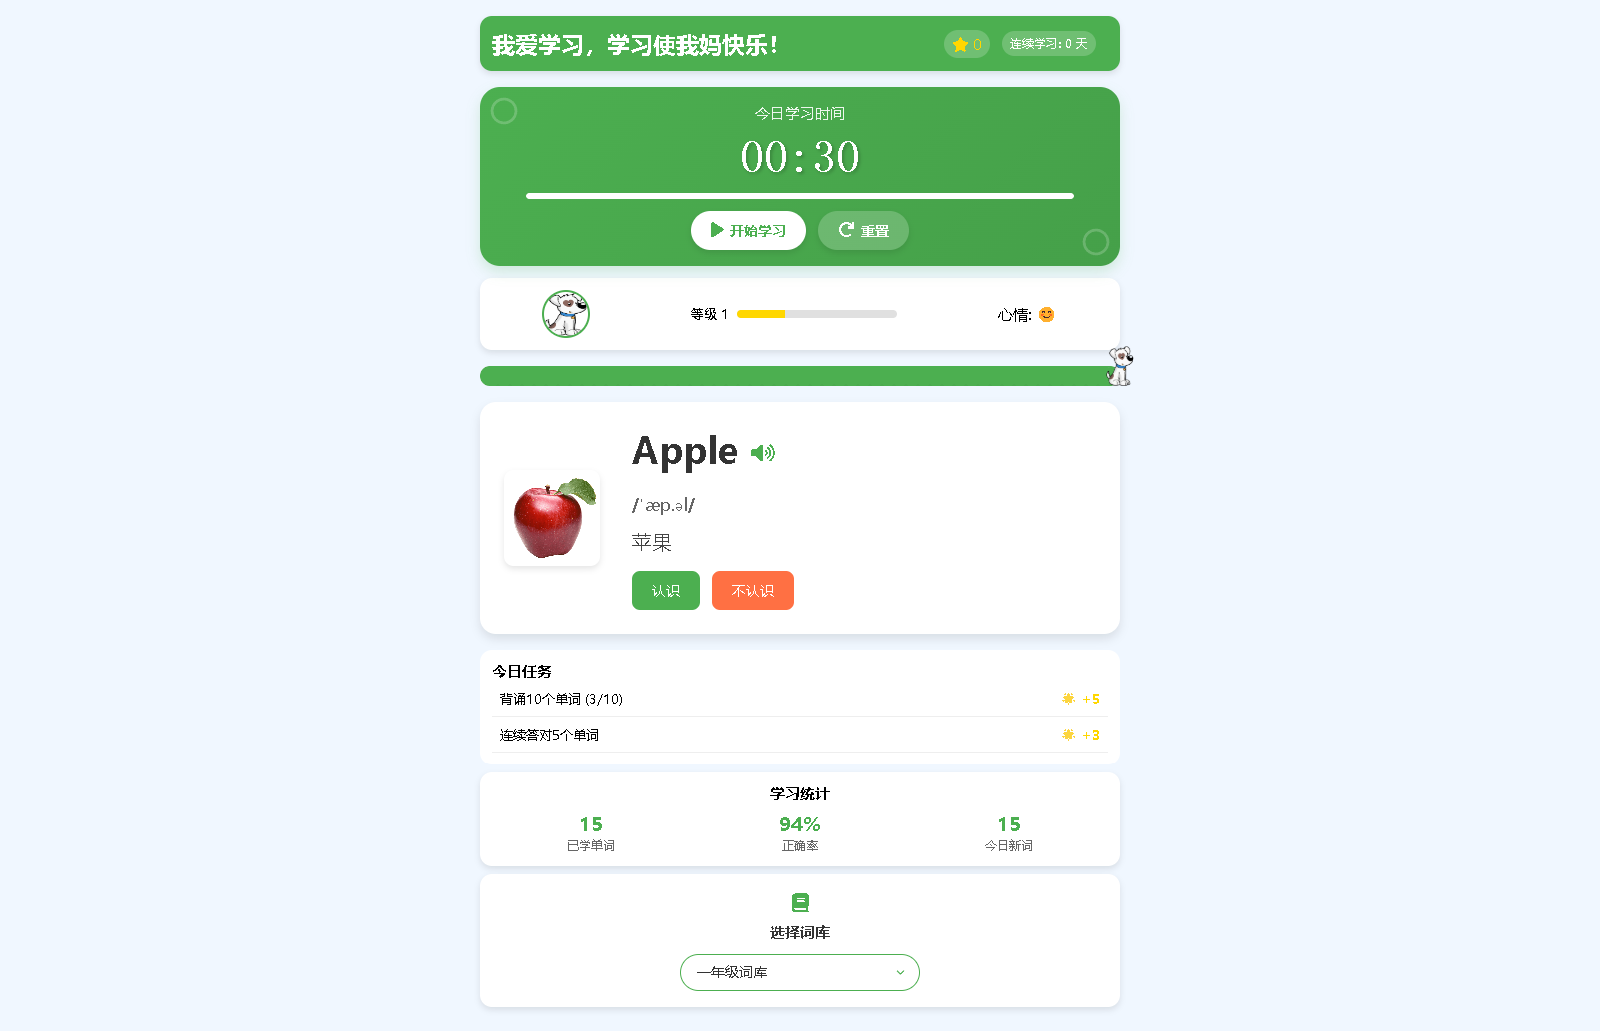 我爱学习，学习使我妈快乐！
0
连续学习: 0 天
今日学习时间
00:30
开始学习
重置
等级 1
心情: 😊
Apple
/ˈæp.əl/
苹果
认识
不认识
今日任务
背诵10个单词 (3/10)
+5
连续答对5个单词
+3
学习统计
15
94%
15
已学单词
正确率
今日新词
选择词库
一年级词库